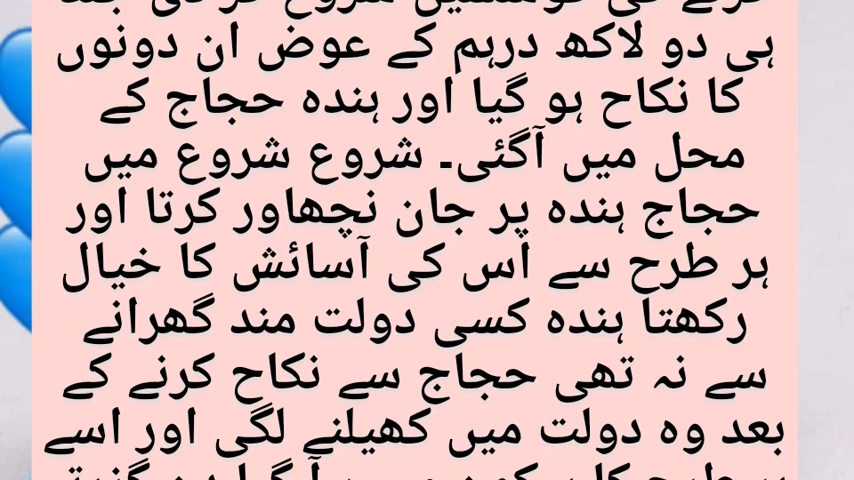 ہی دو لاکھ درہم کے عوض ان دونوں
کا نکاح ہو گیا اور ہندہ حجاج کے
محل میں آگئی۔ شروع شروع میں
حجاج ہندہ پر جان نچھاور کرتا اور
ہر طرح سے اس کی آسائش کا خیال
رکھتا ہندہ کسی دولت مند گھرانے
سے نہ تھی حجاج سے نکاح کرنے کے
بعد وہ دولت میں کھیلنے لگی اور اسے